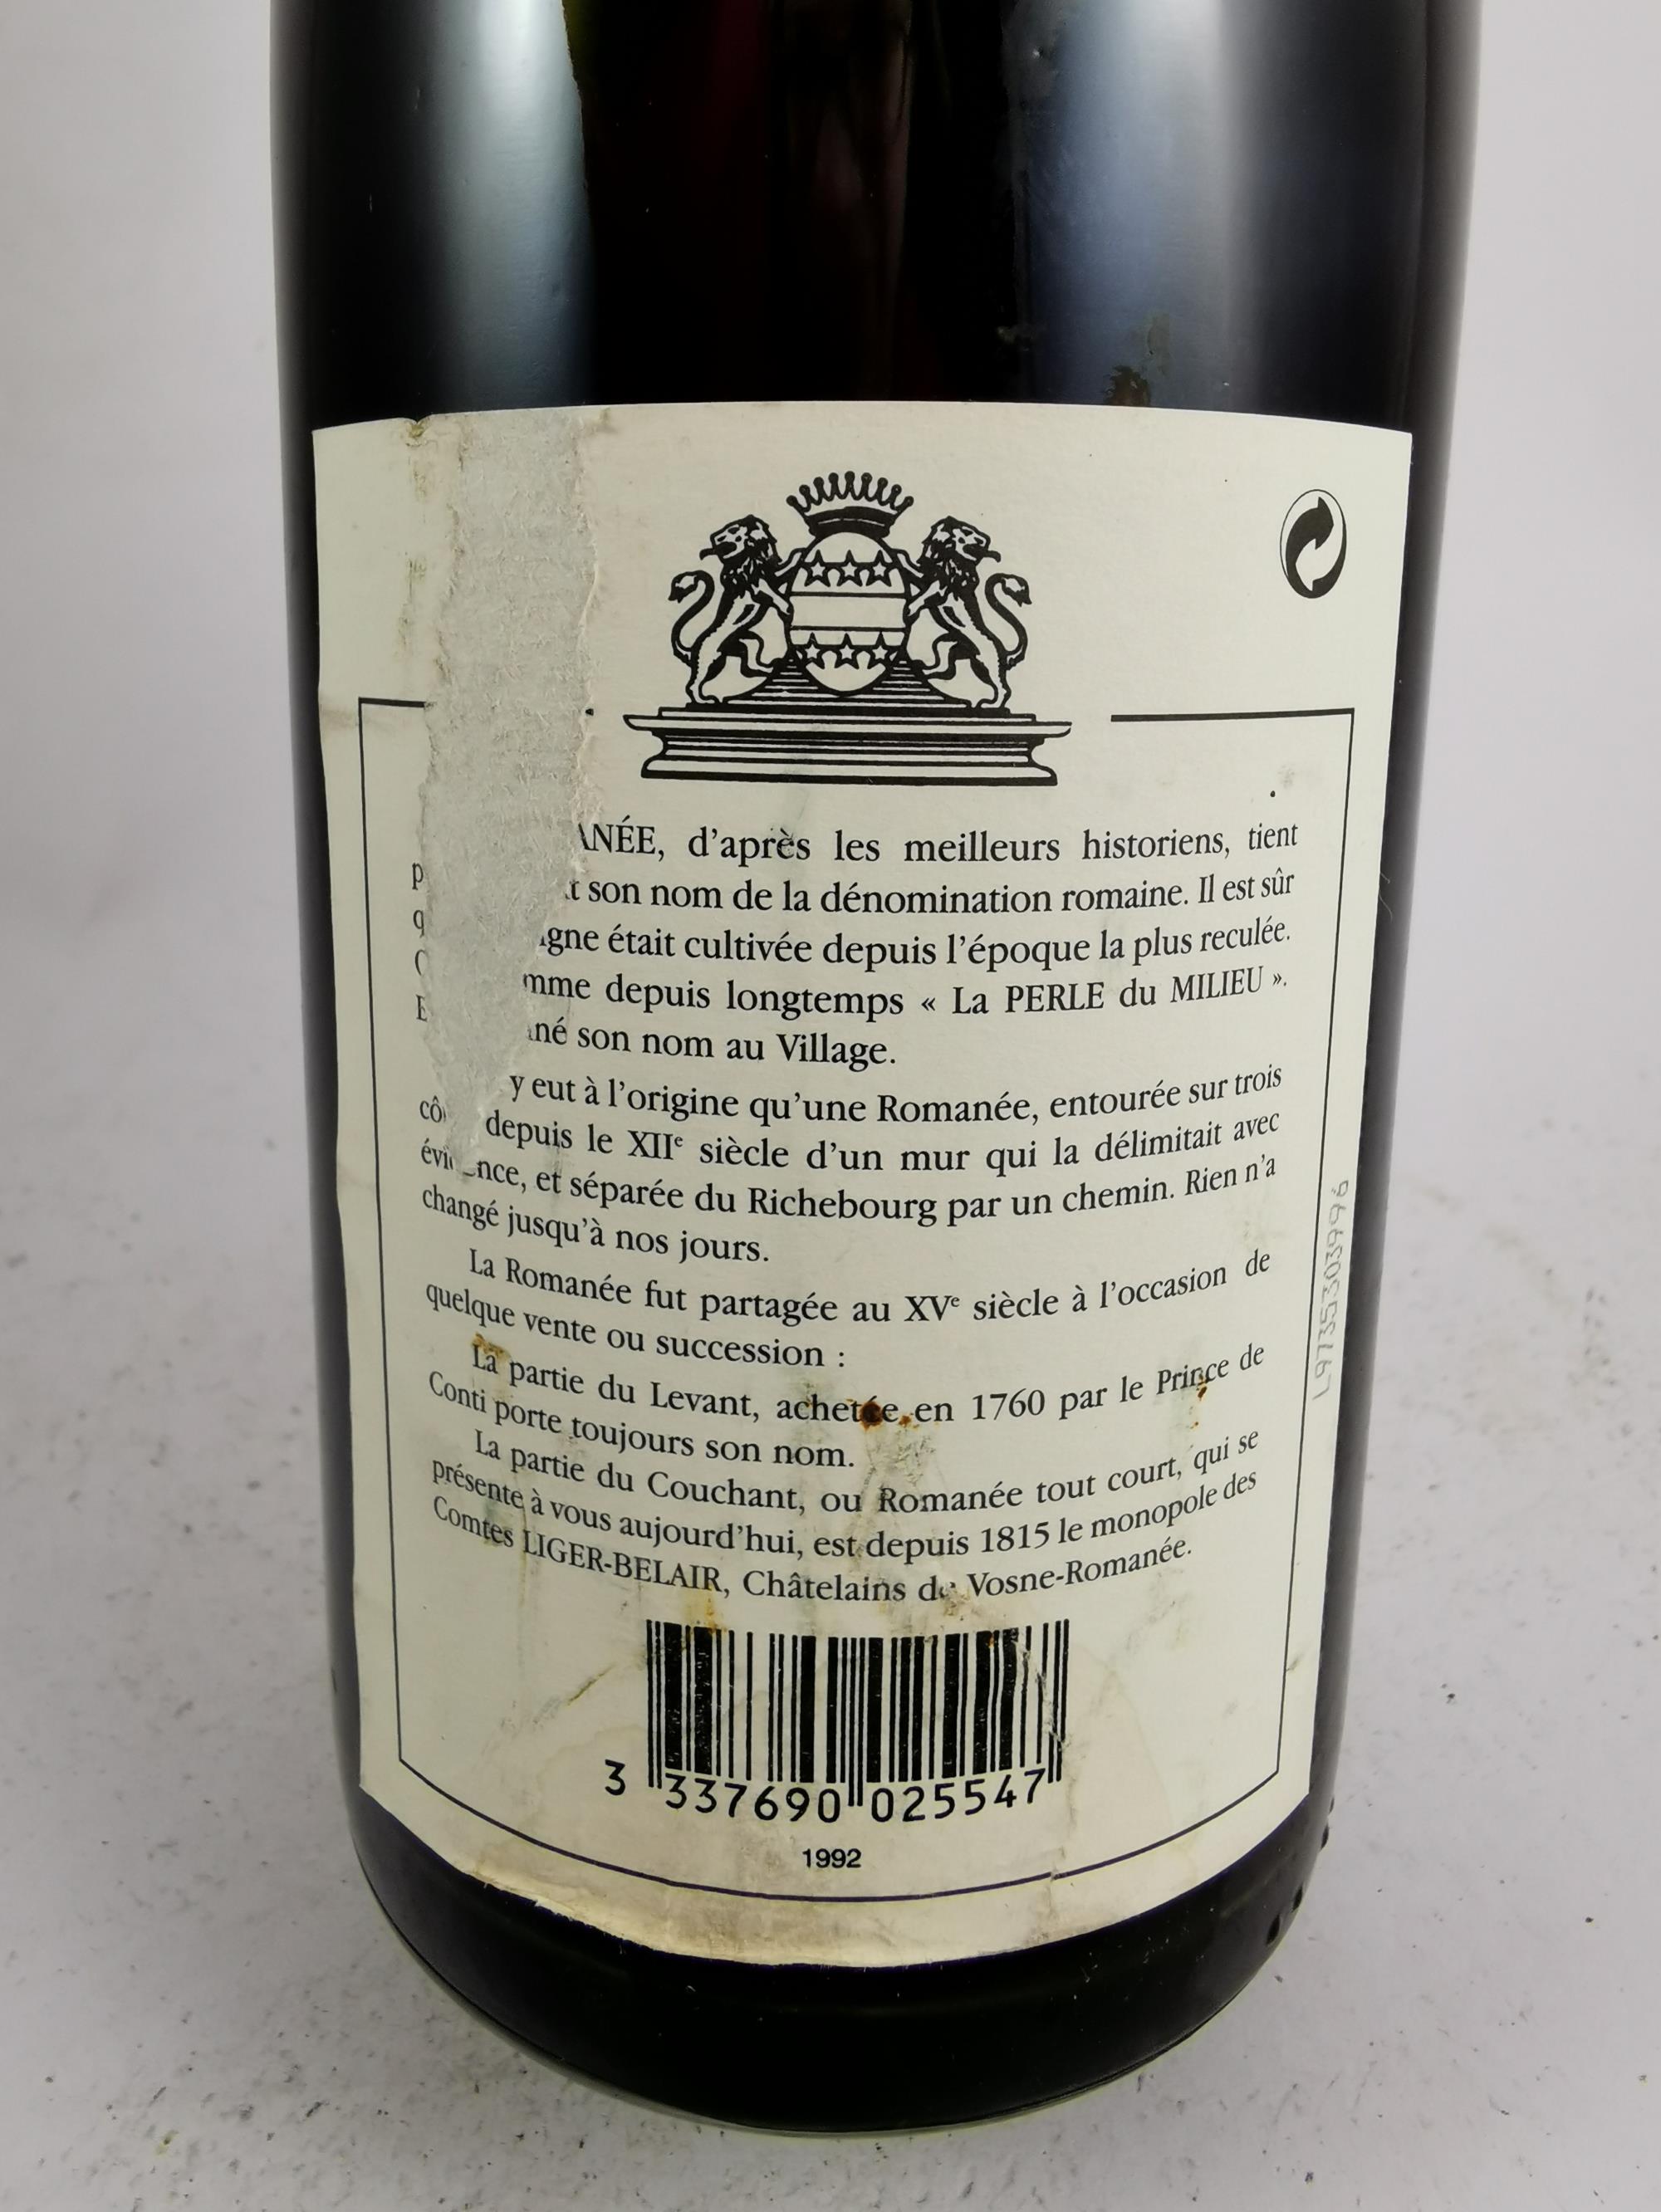 NÉE, d'après les meilleurs historiens, tient
son nom de la dénomination romaine. Il est sûr
était cultivée depuis l'époque la plus reculée.
depuis longtemps « La PERLE du MILIEU ».
son nom au Village.
y eut à l'origine qu'une Romanée, entourée sur trois
depuis le XIIe siècle d'un mur qui la délimitait avec
et séparée du Richebourg par un chemin. Rien n'a
changé jusqu'à nos jours.
La Romanée fut partagée au XVe siècle à l'occasion de
quelque vente ou succession :
La partie du Levant, achetée en 1760 par le Prince de
Conti porte toujours son nom.
La partie du Couchant, ou Romanée tout court, qui se
présente à vous aujourd'hui, est depuis 1815 le monopole des
Comtes LIGER-BELAIR, Châtelains de Vosne-Romanée.
3 337690 025547
1992